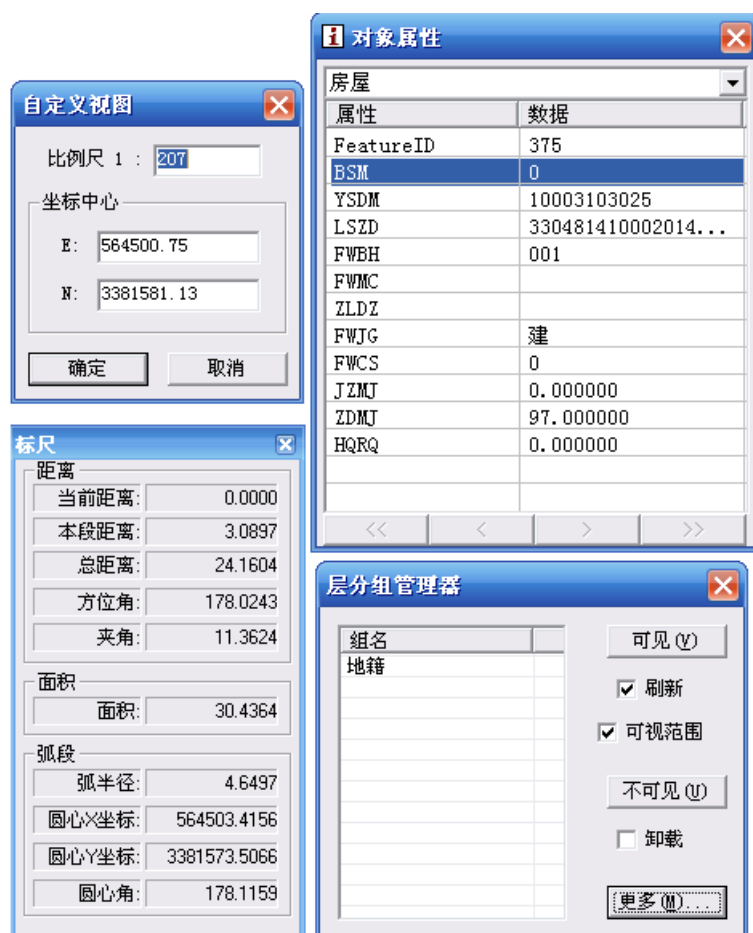 自定义视图
比例尺 1 : 207
坐标中心
E: 564500.75
N: 3381581.13
确定 取消
对象属性
房屋
属性 数据
FeatureID 375
BSM 0
YSDM 10003103025
LSZD 330481410002014...
FWBH 001
FWMC
ZLDZ
FWJG 建
FWCS 0
JZMJ 0.000000
ZDMJ 97.000000
HQRQ 0.000000
<< < > >>
标尺
距离
当前距离: 0.0000
本段距离: 3.0897
总距离: 24.1604
方位角: 178.0243
夹角: 11.3624
面积
面积: 30.4364
弧段
弧半径: 4.6497
圆心X坐标: 564503.4156
圆心Y坐标: 3381573.5066
圆心角: 178.1159
层分组管理器
组名
地籍
可见(V)
刷新
可视范围
不可见(U)
卸载
更多(M)...